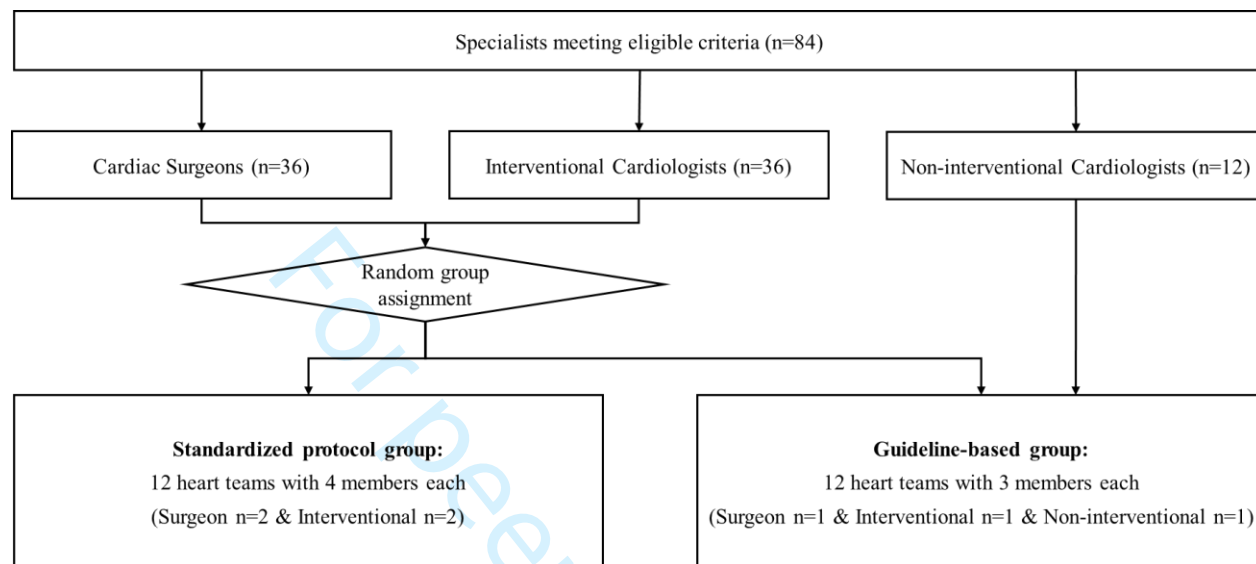 Specialists meeting eligible criteria (n=84)
Cardiac Surgeons (n=36)
Interventional Cardiologists (n=36)
Non-interventional Cardiologists (n=12)
Random group
assignment
Standardized protocol group:
12 heart teams with 4 members each
(Surgeon n=2 & Interventional n=2)
Guideline-based group:
12 heart teams with 3 members each
(Surgeon n=1 & Interventional n=1 & Non-interventional n=1)
For pee